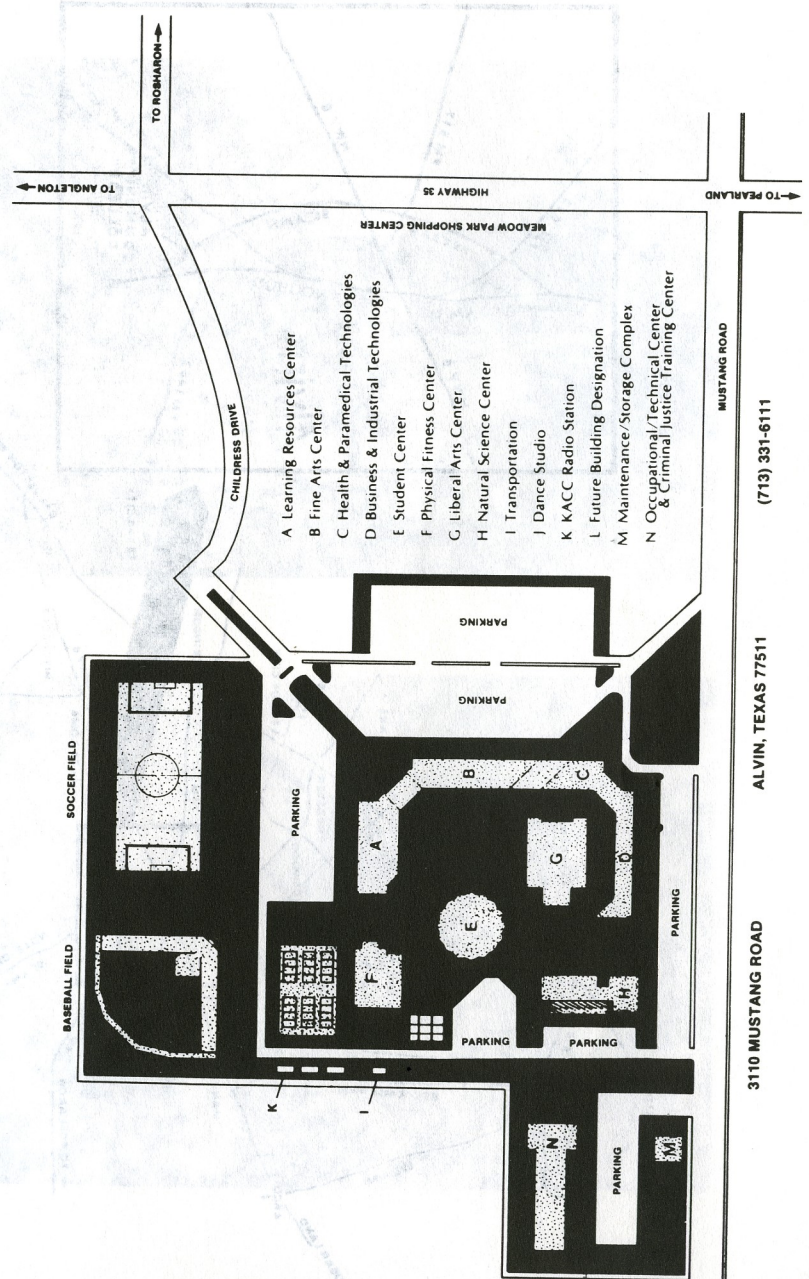 TO ROSHARON
TO ANGLETON
HIGHWAY 35
TO PEARLAND
MEADOW PARK SHOPPING CENTER
CHILDRESS DRIVE
MUSTANG ROAD
A Learning Resources Center
B Fine Arts Center
C Health & Paramedical Technologies
D Business & Industrial Technologies
E Student Center
F Physical Fitness Center
G Liberal Arts Center
H Natural Science Center
I Transportation
J Dance Studio
K KACC Radio Station
L Future Building Designation
M Maintenance/Storage Complex
N Occupational/Technical Center
& Criminal Justice Training Center
SOCCER FIELD
BASEBALL FIELD
PARKING
PARKING
PARKING
A
B
C
D
E
F
G
H
PARKING
PARKING
PARKING
K
I
N
PARKING
M
3110 MUSTANG ROAD
ALVIN, TEXAS 77511
(713) 331-6111